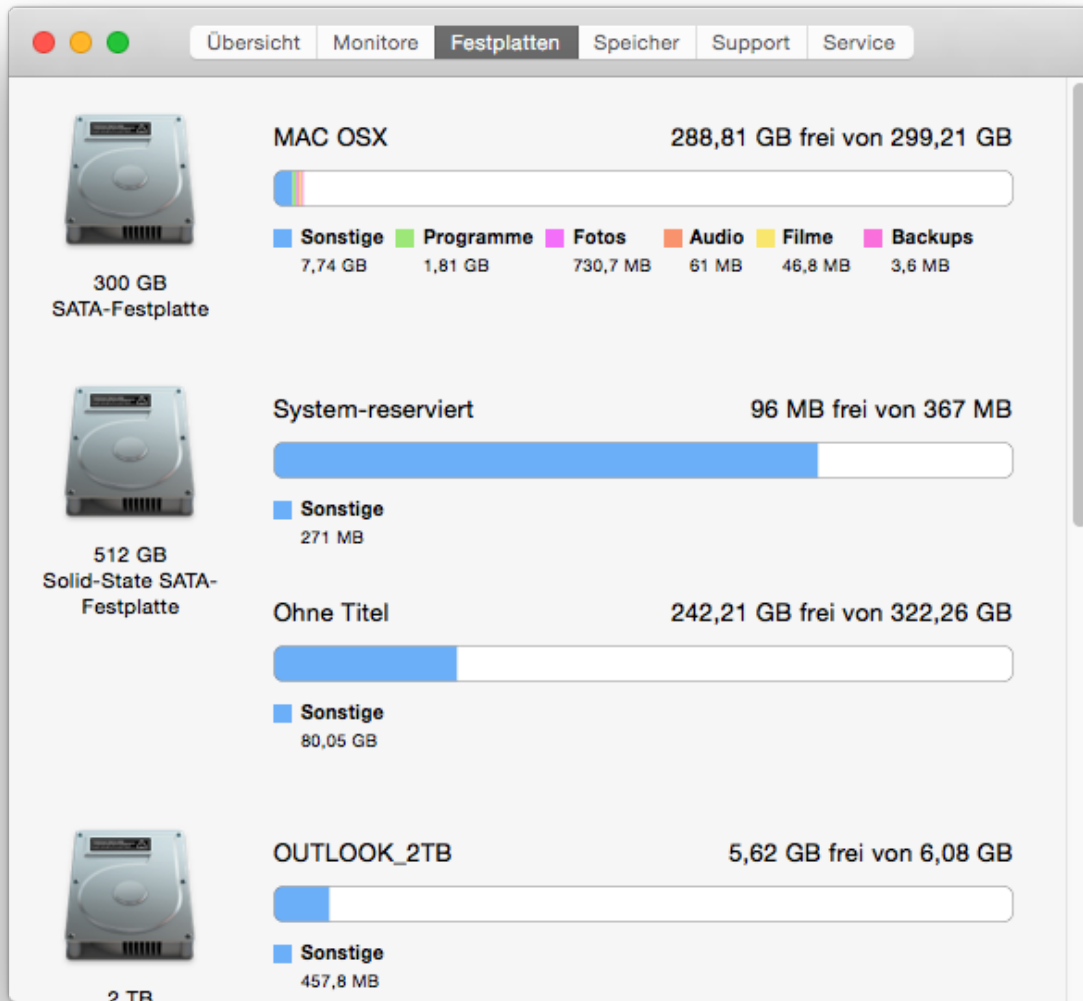 Übersicht Monitore Festplatten Speicher Support Service
MAC OSX 288,81 GB frei von 299,21 GB
Sonstige Programme Fotos Audio Filme Backups
7,74 GB 1,81 GB 730,7 MB 61 MB 46,8 MB 3,6 MB
300 GB
SATA-Festplatte
System-reserviert 96 MB frei von 367 MB
Sonstige
271 MB
512 GB
Solid-State SATA-
Festplatte
Ohne Titel 242,21 GB frei von 322,26 GB
Sonstige
80,05 GB
OUTLOOK_2TB 5,62 GB frei von 6,08 GB
Sonstige
457,8 MB
2 TB